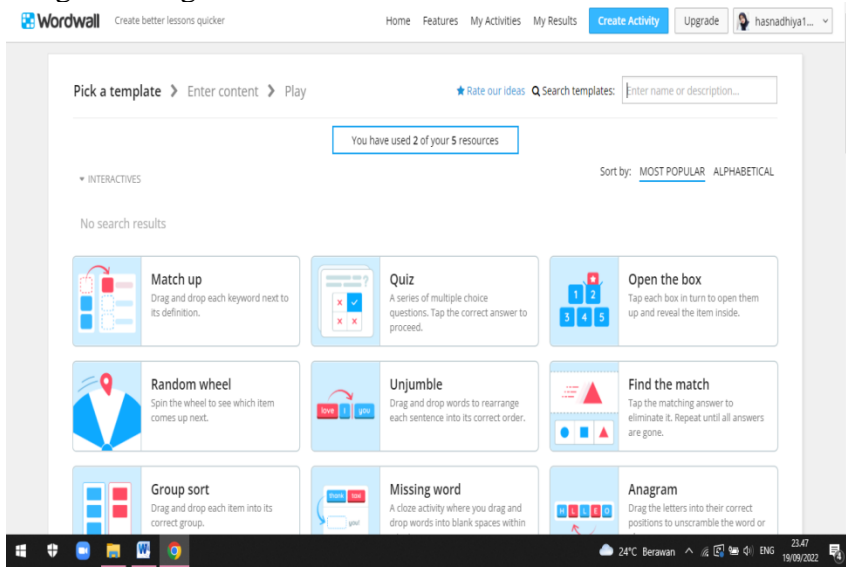 Wordwall Create better lessons quicker Home Features My Activities My Results Create Activity Upgrade hasnadhiya1...
Pick a template > Enter content > Play Rate our ideas Search templates: Enter name or description...
You have used 2 of your 5 resources
INTERACTIVES Sort by: MOST POPULAR ALPHABETICAL
No search results
Match up
Drag and drop each keyword next to
its definition.
Quiz
A series of multiple choice
questions. Tap the correct answer to
proceed.
Open the box
Tap each box in turn to open them
up and reveal the item inside.
1 2
3 4 5
Random wheel
Spin the wheel to see which item
comes up next.
love I you
Unjumble
Drag and drop words to rearrange
each sentence into its correct order.
Find the match
Tap the matching answer to
eliminate it. Repeat until all answers
are gone.
Group sort
Drag and drop each item into its
correct group.
thank
you!
Missing word
A cloze activity where you drag and
drop words into blank spaces within
H L L E O
Anagram
Drag the letters into their correct
positions to unscramble the word or
24°C Berawan ENG 23.47
19/09/2022
4